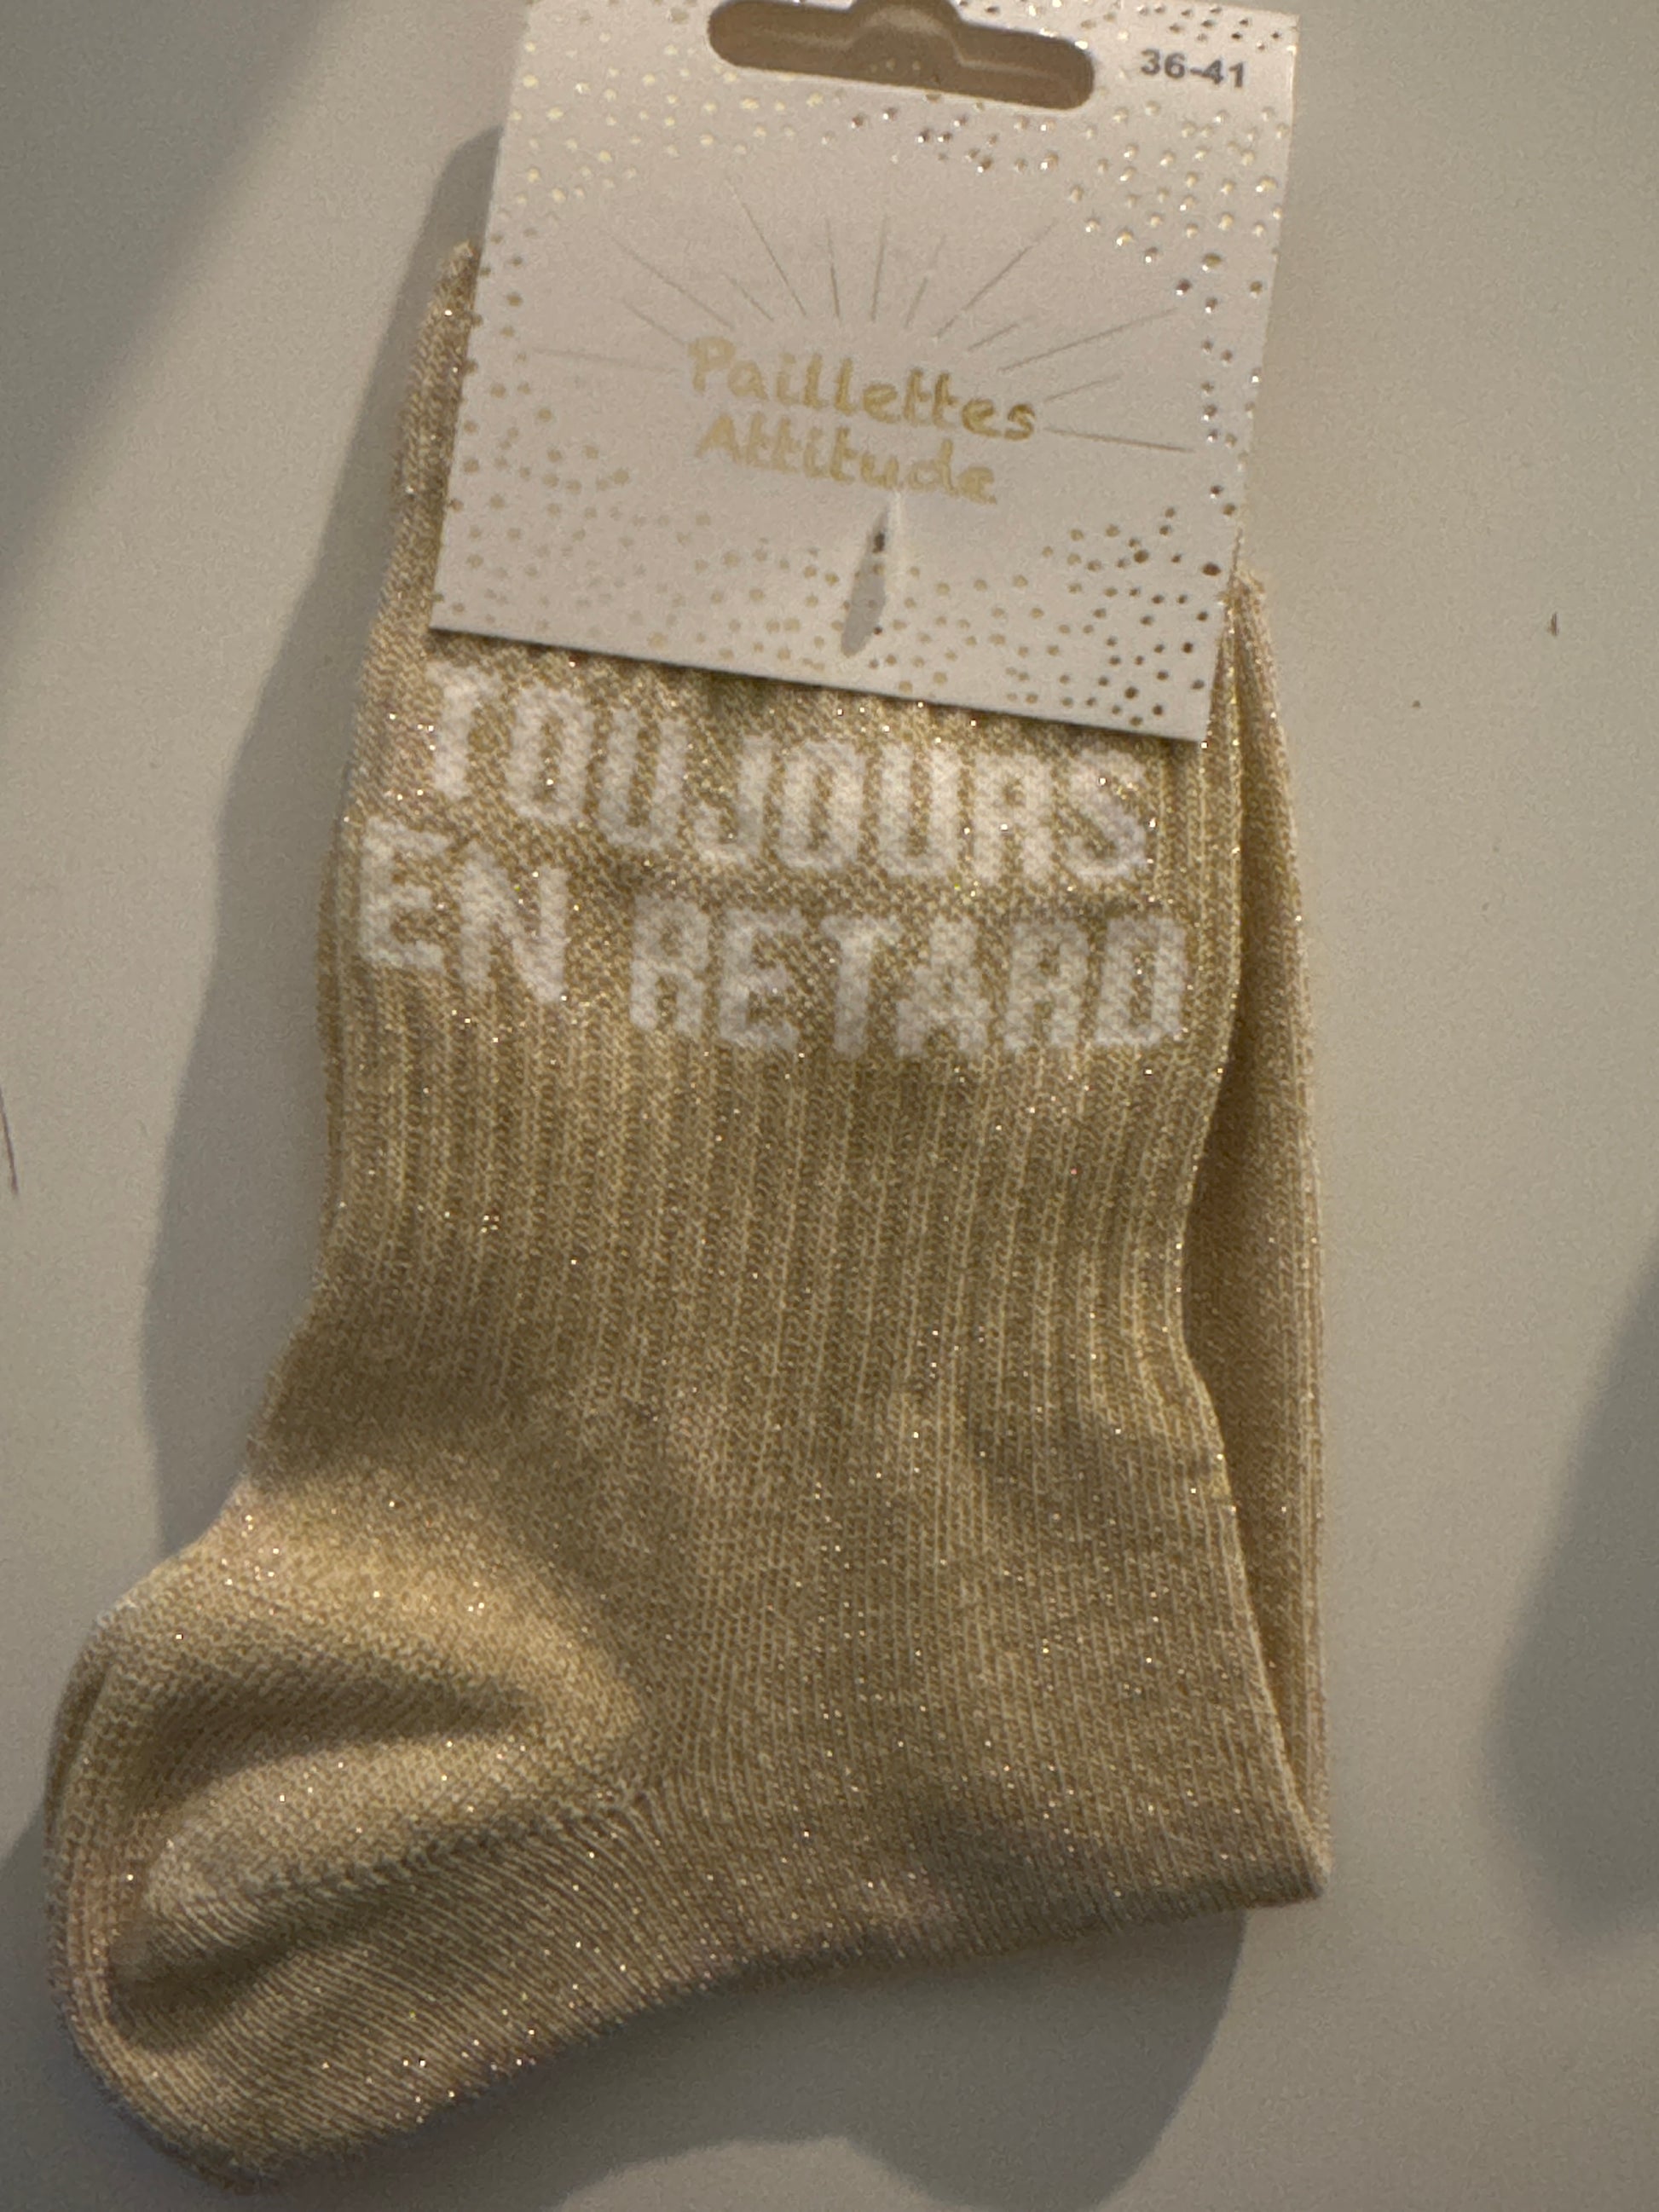 36-41
Paillettes
Attitude
TOUJOURS
EN RETARD